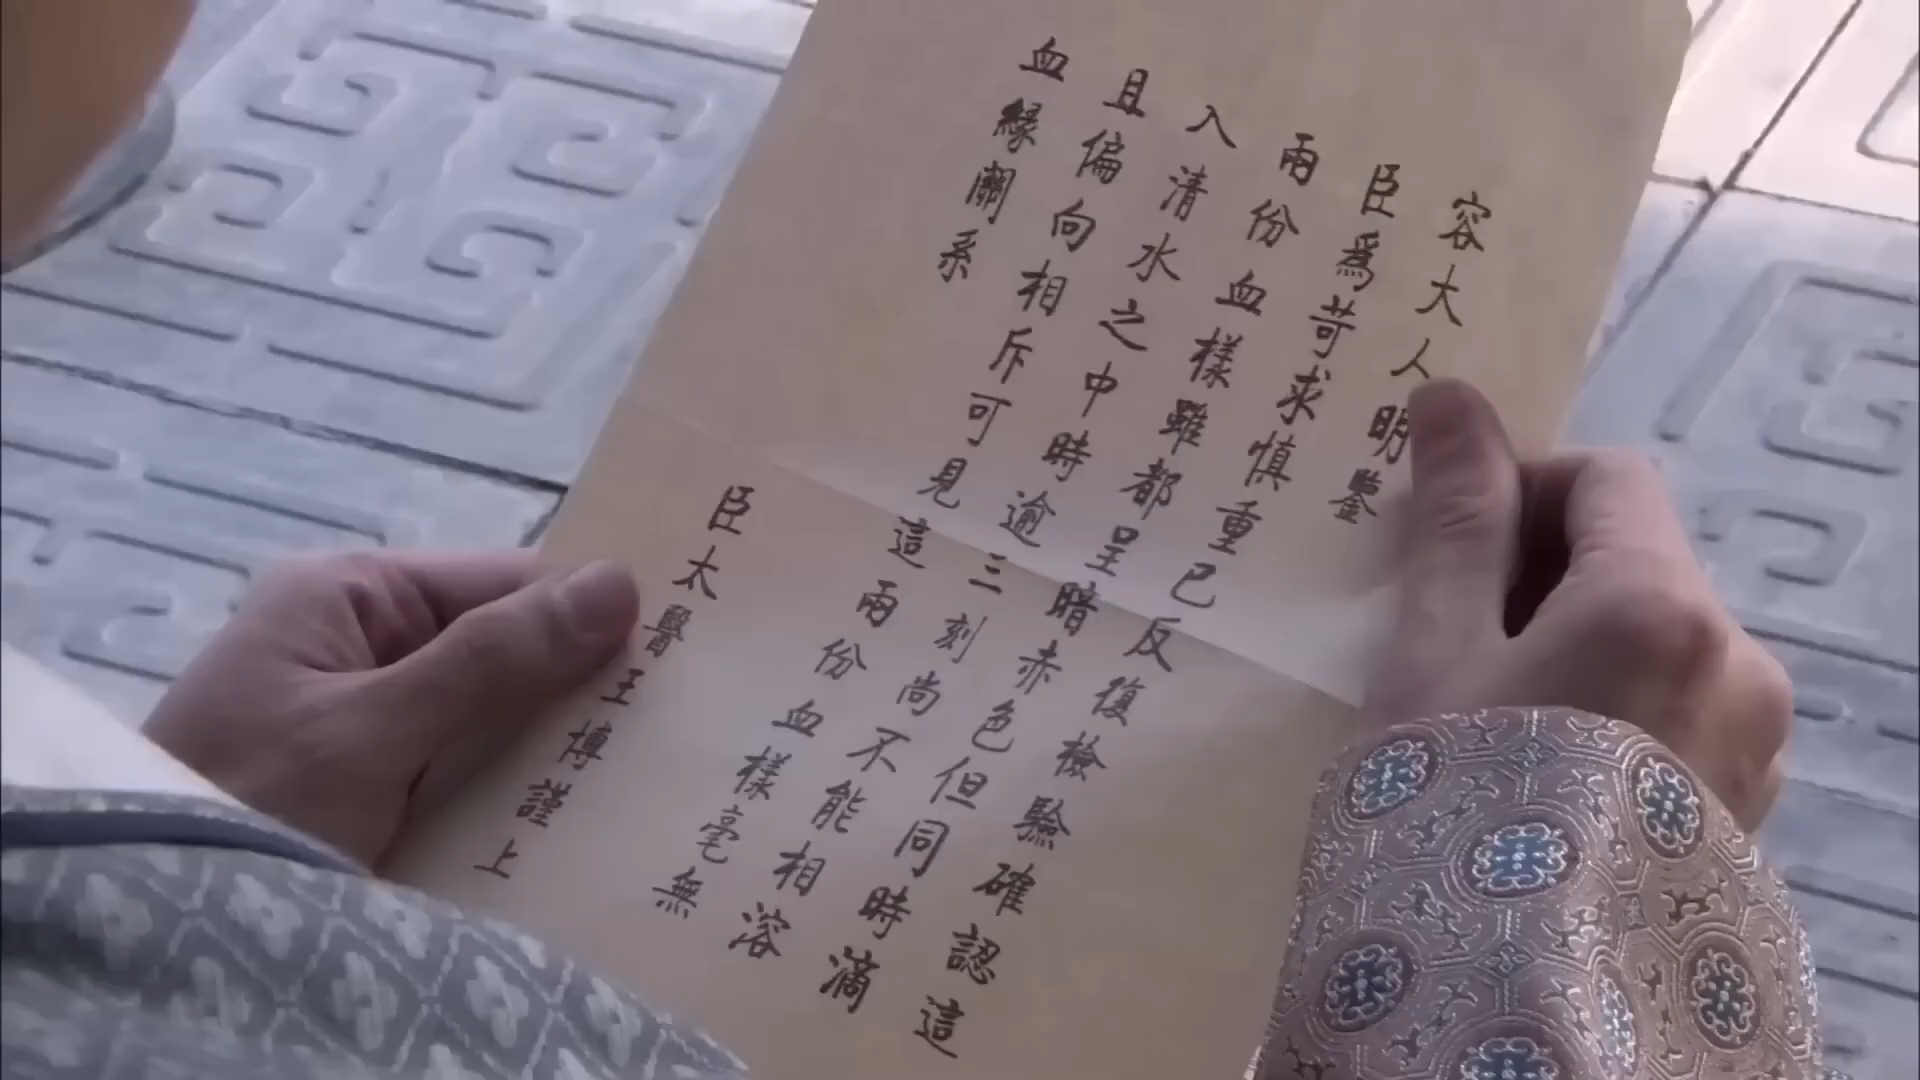 容大人明鑒
臣爲苛求慎重已反復檢驗確認這
兩份血樣雖都呈暗赤色但同時滴
入清水之中時逾三刻尚不能相溶
且偏向相斥可見這兩份血樣毫無
血緣關系
臣太醫王博謹上